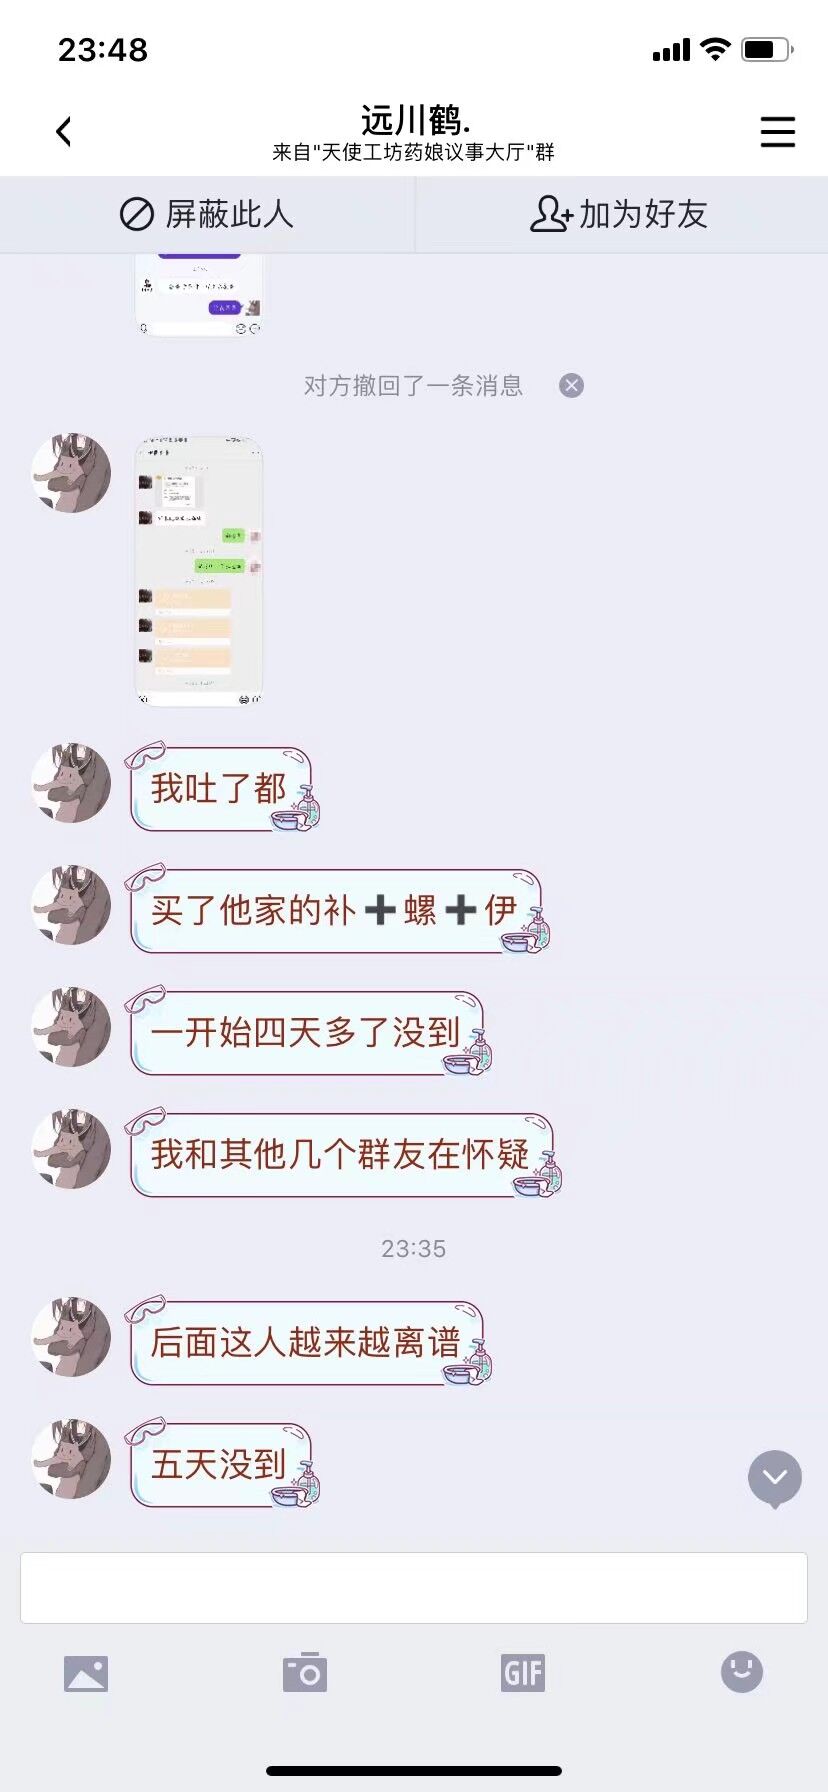 23:48
远川鹤.
来自"天使工坊药娘议事大厅"群
屏蔽此人
加为好友
对方撤回了一条消息
我吐了都
买了他家的补➕螺➕伊
一开始四天多了没到
我和其他几个群友在怀疑
23:35
后面这人越来越离谱
五天没到
GIF